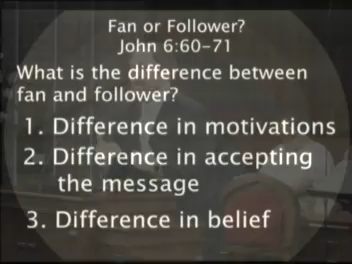 Fan or Follower?
John 6:60-71
What is the difference between
fan and follower?
1. Difference in motivations
2. Difference in accepting
the message
3. Difference in belief